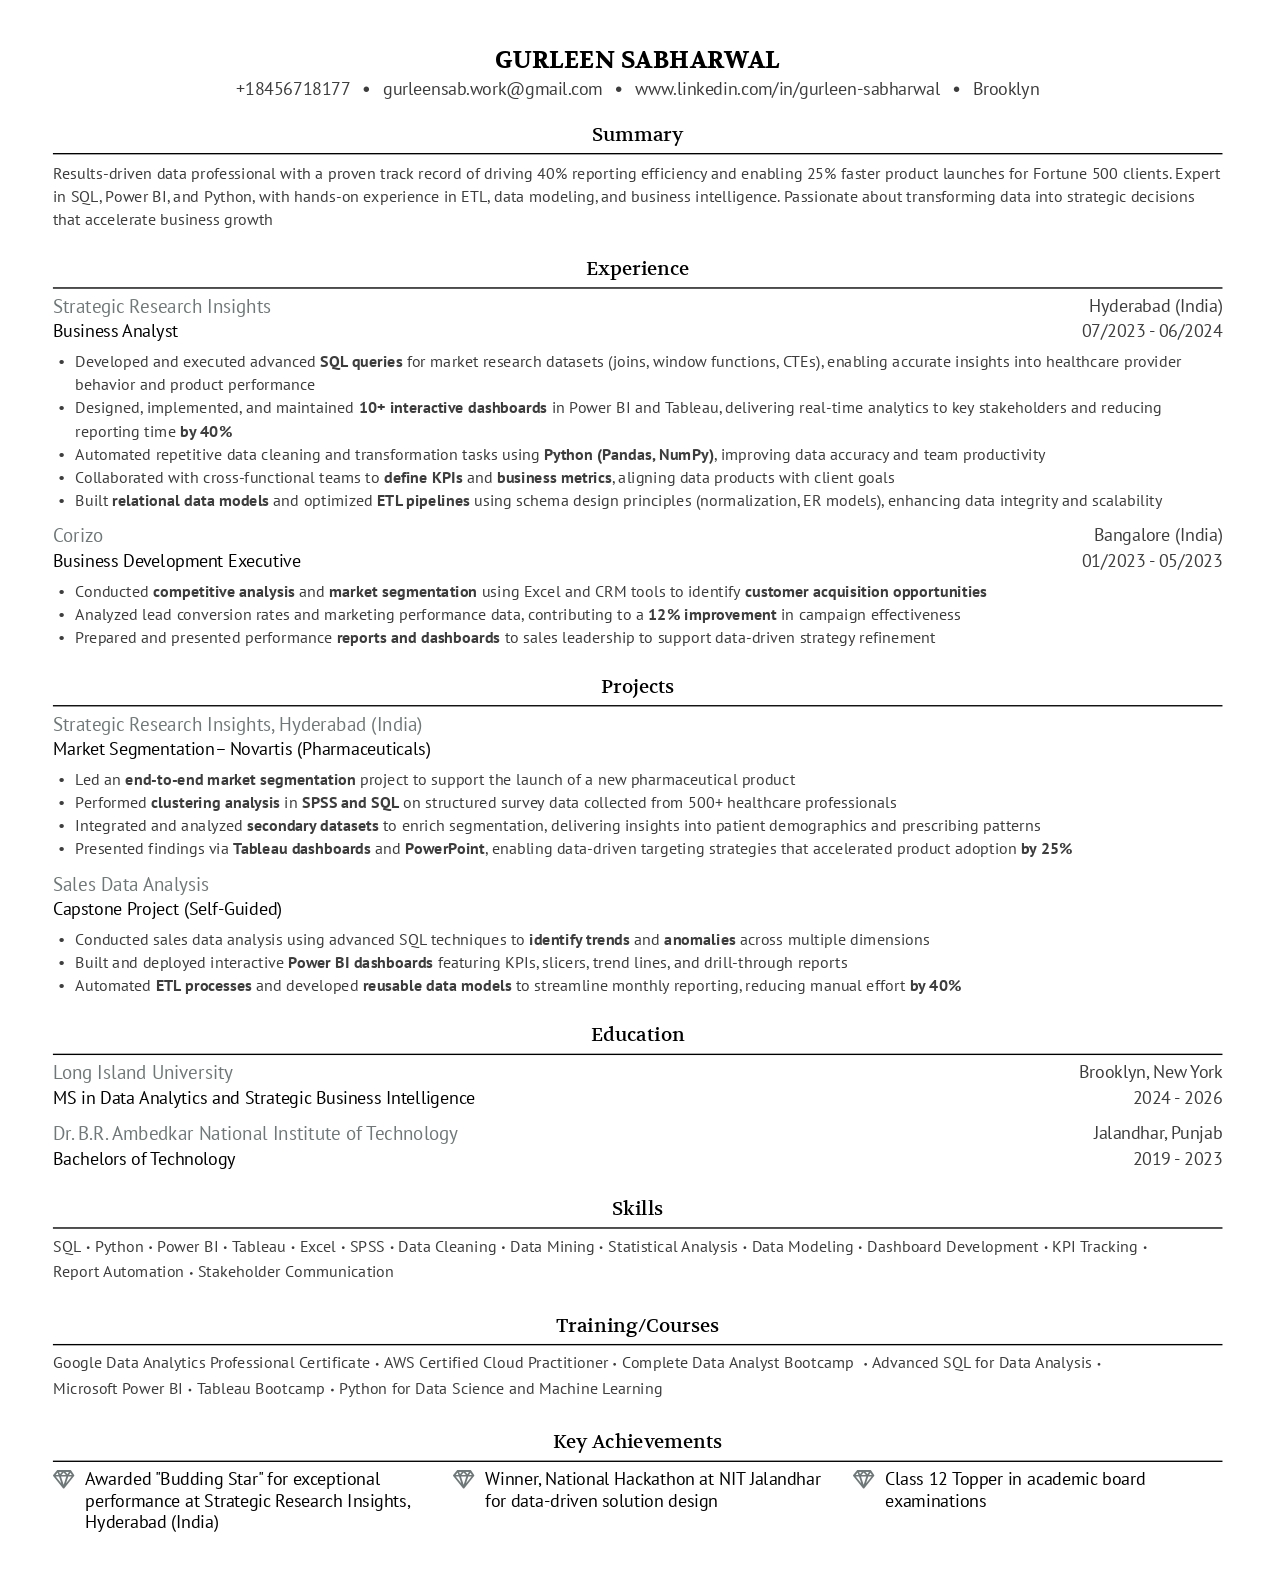 GURLEEN SABHARWAL
+18456718177 • gurleensab.work@gmail.com • www.linkedin.com/in/gurleen-sabharwal • Brooklyn
Summary
Results-driven data professional with a proven track record of driving 40% reporting efficiency and enabling 25% faster product launches for Fortune 500 clients. Expert
in SQL, Power BI, and Python, with hands-on experience in ETL, data modeling, and business intelligence. Passionate about transforming data into strategic decisions
that accelerate business growth
Experience
Strategic Research Insights Hyderabad (India)
Business Analyst 07/2023 - 06/2024
• Developed and executed advanced SQL queries for market research datasets (joins, window functions, CTEs), enabling accurate insights into healthcare provider
behavior and product performance
• Designed, implemented, and maintained 10+ interactive dashboards in Power BI and Tableau, delivering real-time analytics to key stakeholders and reducing
reporting time by 40%
• Automated repetitive data cleaning and transformation tasks using Python (Pandas, NumPy), improving data accuracy and team productivity
• Collaborated with cross-functional teams to define KPIs and business metrics, aligning data products with client goals
• Built relational data models and optimized ETL pipelines using schema design principles (normalization, ER models), enhancing data integrity and scalability
Corizo Bangalore (India)
Business Development Executive 01/2023 - 05/2023
• Conducted competitive analysis and market segmentation using Excel and CRM tools to identify customer acquisition opportunities
• Analyzed lead conversion rates and marketing performance data, contributing to a 12% improvement in campaign effectiveness
• Prepared and presented performance reports and dashboards to sales leadership to support data-driven strategy refinement
Projects
Strategic Research Insights, Hyderabad (India)
Market Segmentation– Novartis (Pharmaceuticals)
• Led an end-to-end market segmentation project to support the launch of a new pharmaceutical product
• Performed clustering analysis in SPSS and SQL on structured survey data collected from 500+ healthcare professionals
• Integrated and analyzed secondary datasets to enrich segmentation, delivering insights into patient demographics and prescribing patterns
• Presented findings via Tableau dashboards and PowerPoint, enabling data-driven targeting strategies that accelerated product adoption by 25%
Sales Data Analysis
Capstone Project (Self-Guided)
• Conducted sales data analysis using advanced SQL techniques to identify trends and anomalies across multiple dimensions
• Built and deployed interactive Power BI dashboards featuring KPIs, slicers, trend lines, and drill-through reports
• Automated ETL processes and developed reusable data models to streamline monthly reporting, reducing manual effort by 40%
Education
Long Island University Brooklyn, New York
MS in Data Analytics and Strategic Business Intelligence 2024 - 2026
Dr. B.R. Ambedkar National Institute of Technology Jalandhar, Punjab
Bachelors of Technology 2019 - 2023
Skills
SQL • Python • Power BI • Tableau • Excel • SPSS • Data Cleaning • Data Mining • Statistical Analysis • Data Modeling • Dashboard Development • KPI Tracking •
Report Automation • Stakeholder Communication
Training/Courses
Google Data Analytics Professional Certificate • AWS Certified Cloud Practitioner • Complete Data Analyst Bootcamp • Advanced SQL for Data Analysis •
Microsoft Power BI • Tableau Bootcamp • Python for Data Science and Machine Learning
Key Achievements
Awarded "Budding Star" for exceptional
performance at Strategic Research Insights,
Hyderabad (India)
Winner, National Hackathon at NIT Jalandhar
for data-driven solution design
Class 12 Topper in academic board
examinations